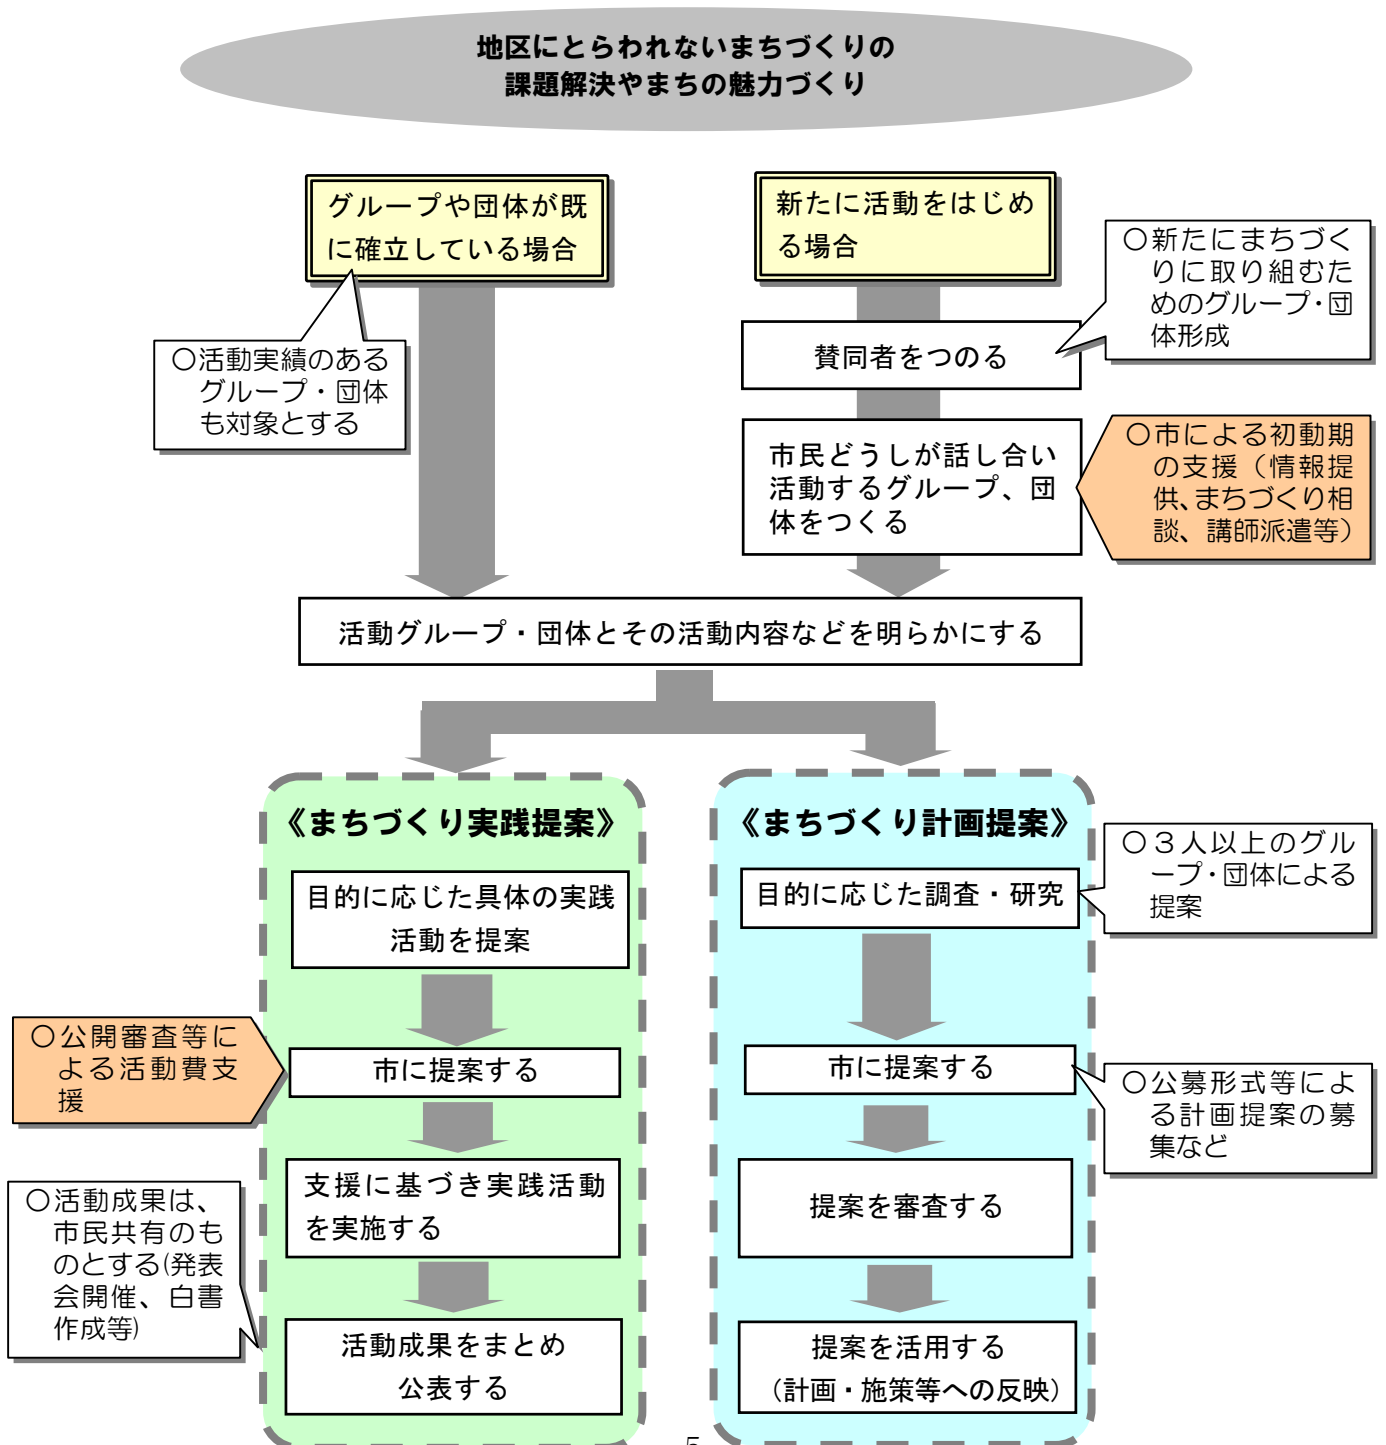 地区にとらわれないまちづくりの
課題解決やまちの魅力づくり
グループや団体が既
に確立している場合
新たに活動をはじめ
る場合
〇新たにまちづく
りに取り組むた
めのグループ・団
体形成
〇活動実績のある
グループ・団体
も対象とする
賛同者をつのる
市民どうしが話し合い
活動するグループ、団
体をつくる
〇市による初動期
の支援（情報提
供、まちづくり相
談、講師派遣等）
活動グループ・団体とその活動内容などを明らかにする
《まちづくり実践提案》
目的に応じた具体の実践
活動を提案
〇公開審査等に
よる活動費支
援
市に提案する
支援に基づき実践活動
を実施する
〇活動成果は、
市民共有のも
のとする(発表
会開催、白書
作成等)
活動成果をまとめ
公表する
《まちづくり計画提案》
目的に応じた調査・研究
〇３人以上のグル
ープ・団体による
提案
市に提案する
〇公募形式等によ
る計画提案の募
集など
提案を審査する
提案を活用する
（計画・施策等への反映）
5